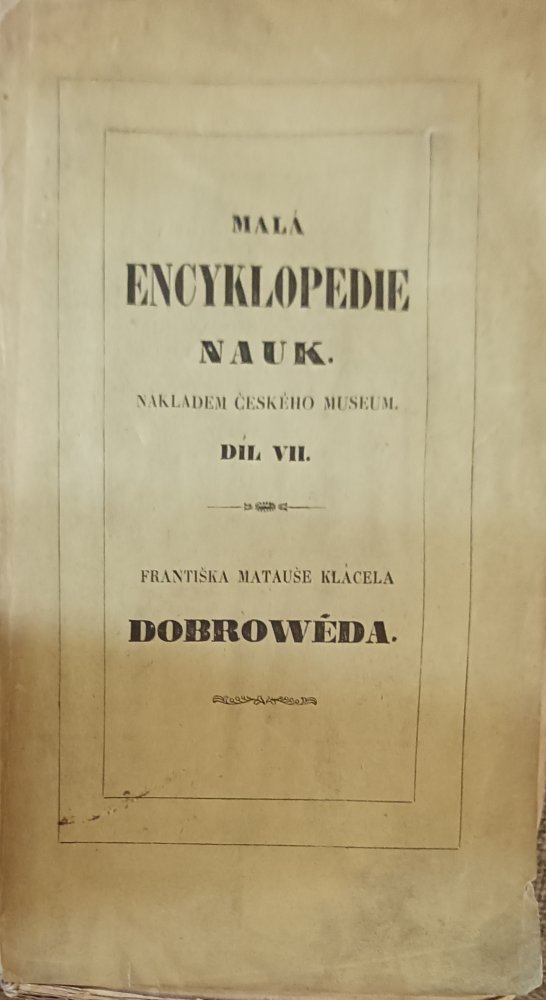 MALÁ
ENCYKLOPEDIE
NAUK.
NÁKLADEM ČESKÉHO MUSEUM.
DÍL VII.
FRANTIŠKA MATAUŠE KLÁCELA
DOBROWĚDA.